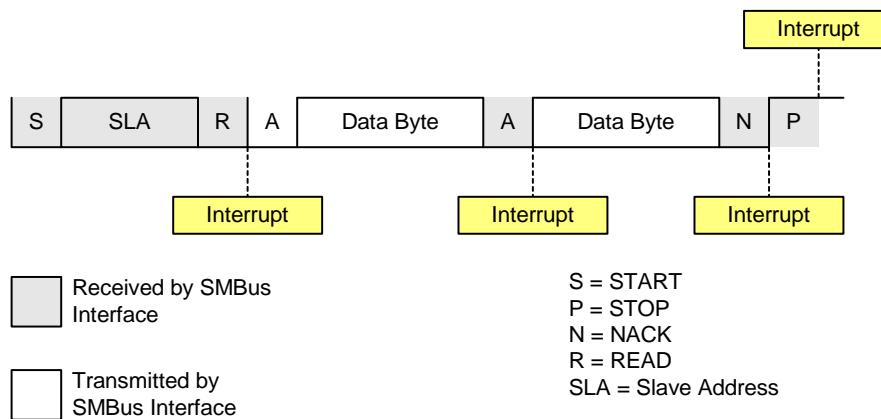 Interrupt
S SLA R A Data Byte A Data Byte N P
Interrupt Interrupt Interrupt
Received by SMBus
Interface
Transmitted by
SMBus Interface
S = START
P = STOP
N = NACK
R = READ
SLA = Slave Address